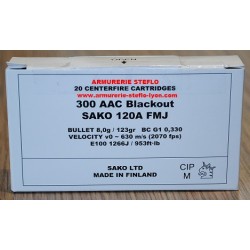 ARMURERIE STEFLO
20 CENTERFIRE CARTRIDGES
www.armurerie-steflo-lyon.com
300 AAC Blackout
SAKO 120A FMJ
BULLET 8,0g / 123gr BC G1 0,330
VELOCITY v0 ~ 630 m/s (2070 fps)
E100 1266J / 953ft-lb
SAKO LTD
MADE IN FINLAND
CIP
M